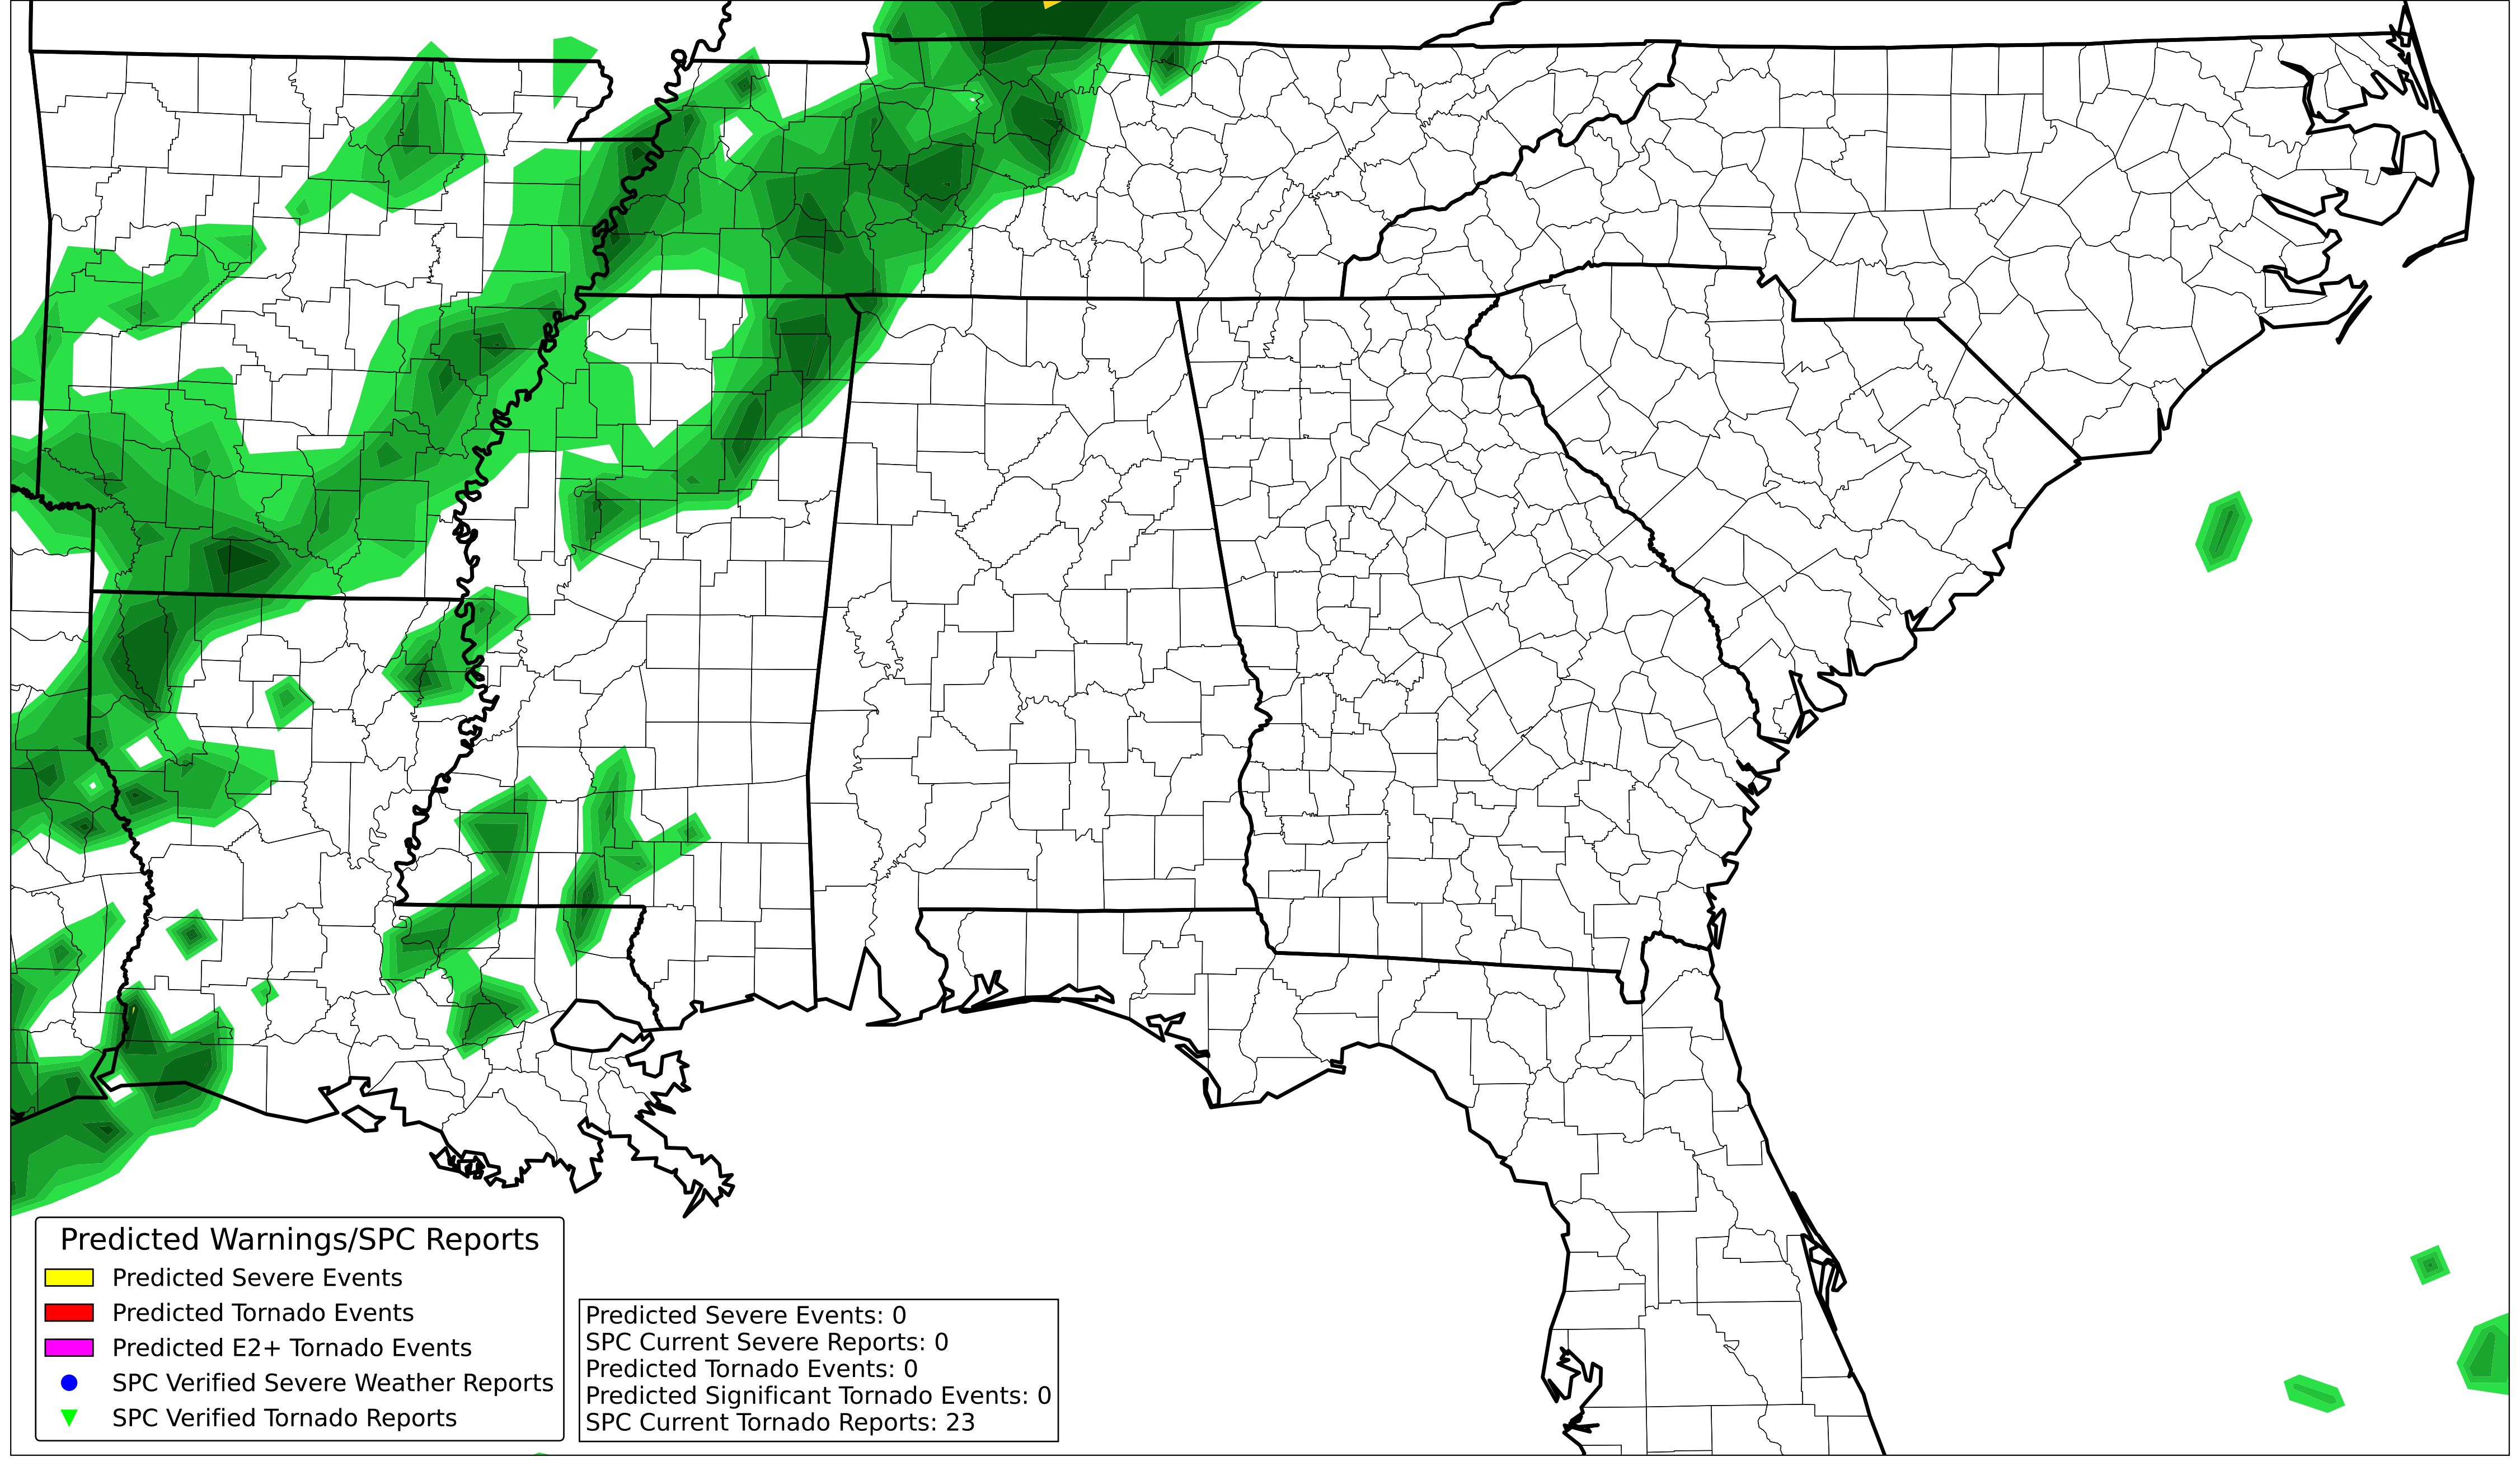 Predicted Warnings/SPC Reports
Predicted Severe Events
Predicted Tornado Events
Predicted E2+ Tornado Events
SPC Verified Severe Weather Reports
SPC Verified Tornado Reports
Predicted Severe Events: 0
SPC Current Severe Reports: 0
Predicted Tornado Events: 0
Predicted Significant Tornado Events: 0
SPC Current Tornado Reports: 23